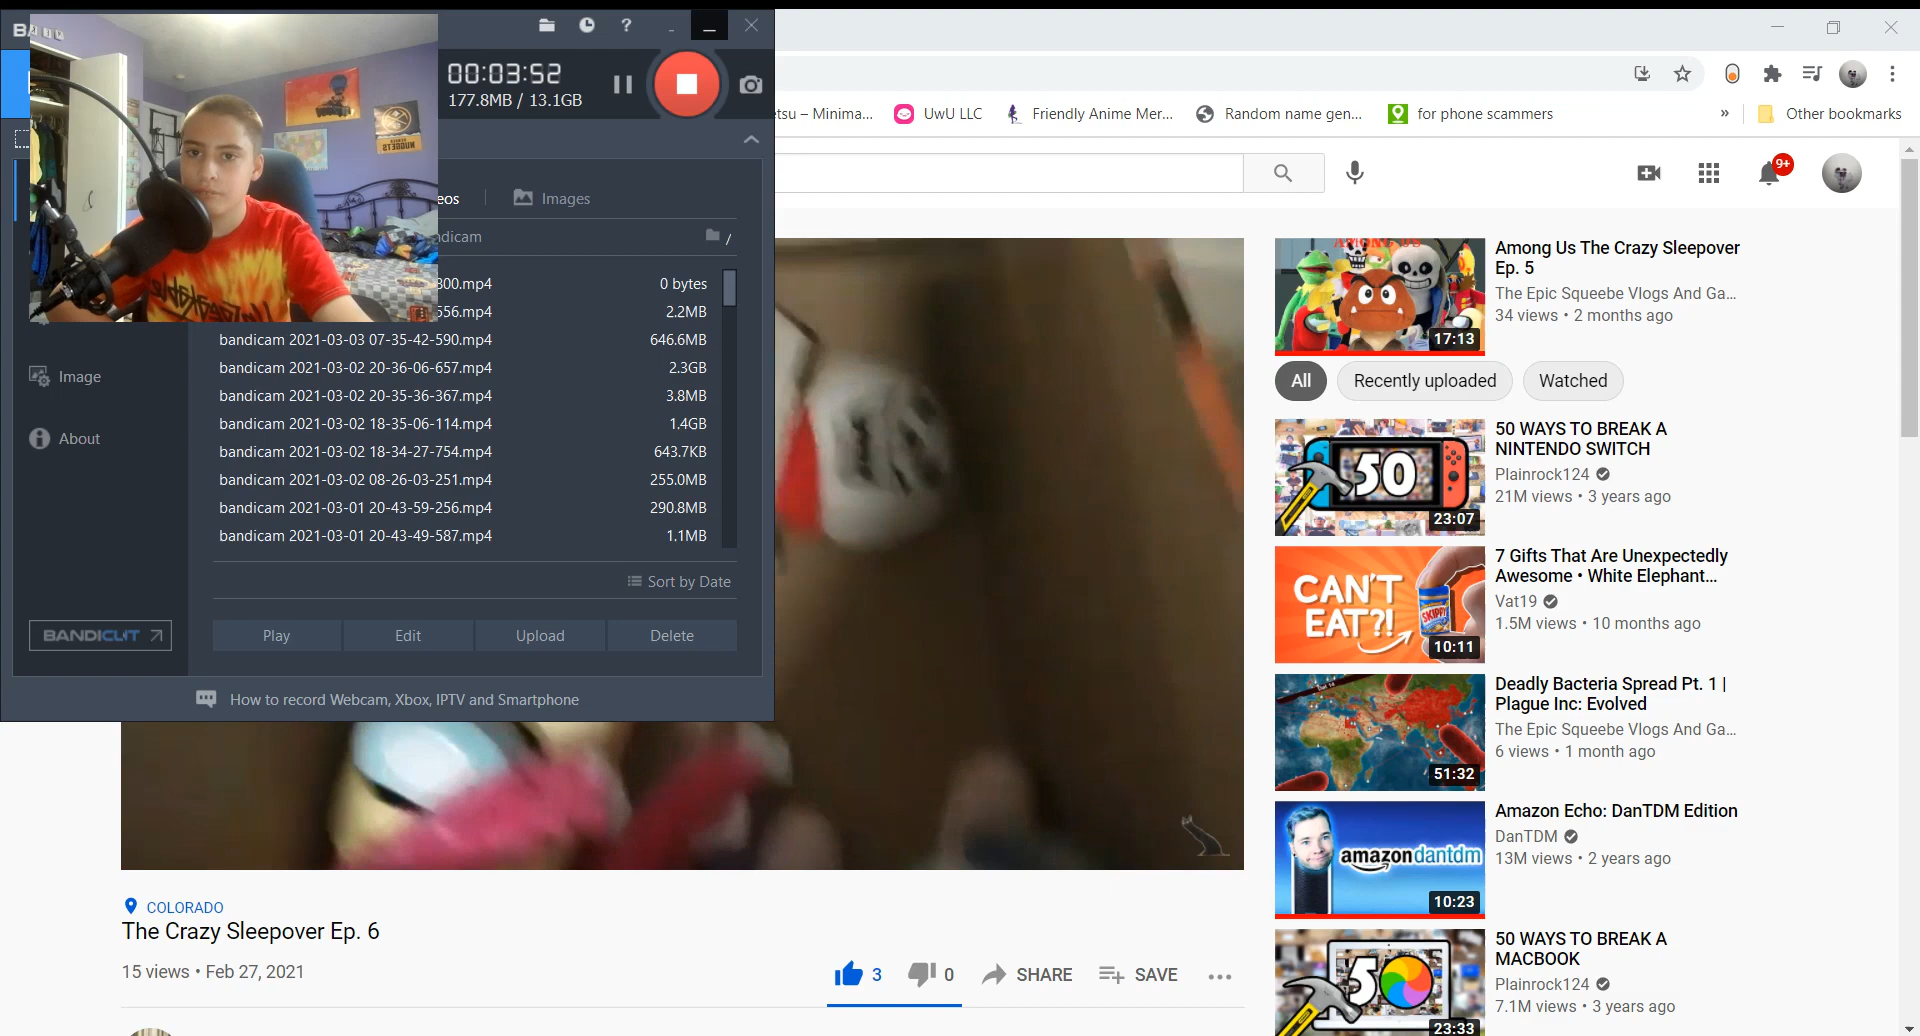 00:03:52
177.8MB / 13.1GB
?
eos
Images
ndicam
/
300.mp4
0 bytes
556.mp4
2.2MB
bandicam 2021-03-03 07-35-42-590.mp4
646.6MB
bandicam 2021-03-02 20-36-06-657.mp4
2.3GB
bandicam 2021-03-02 20-35-36-367.mp4
3.8MB
bandicam 2021-03-02 18-35-06-114.mp4
1.4GB
bandicam 2021-03-02 18-34-27-754.mp4
643.7KB
bandicam 2021-03-02 08-26-03-251.mp4
255.0MB
bandicam 2021-03-01 20-43-59-256.mp4
290.8MB
bandicam 2021-03-01 20-43-49-587.mp4
1.1MB
Image
About
Sort by Date
BANDICUT
Play
Edit
Upload
Delete
How to record Webcam, Xbox, IPTV and Smartphone
NUGGETS
etsu – Minima...
UwU LLC
Friendly Anime Mer...
Random name gen...
for phone scammers
»
Other bookmarks
9+
COLORADO
The Crazy Sleepover Ep. 6
15 views • Feb 27, 2021
3
0
SHARE
SAVE
AMONG US
17:13
Among Us The Crazy Sleepover
Ep. 5
The Epic Squeebe Vlogs And Ga...
34 views • 2 months ago
All
Recently uploaded
Watched
50
23:07
50 WAYS TO BREAK A
NINTENDO SWITCH
Plainrock124
21M views • 3 years ago
CAN'T
EAT?!
SKIPPY
10:11
7 Gifts That Are Unexpectedly
Awesome • White Elephant...
Vat19
1.5M views • 10 months ago
51:32
Deadly Bacteria Spread Pt. 1 |
Plague Inc: Evolved
The Epic Squeebe Vlogs And Ga...
6 views • 1 month ago
amazondantdm
10:23
Amazon Echo: DanTDM Edition
DanTDM
13M views • 2 years ago
50
23:33
50 WAYS TO BREAK A
MACBOOK
Plainrock124
7.1M views • 3 years ago